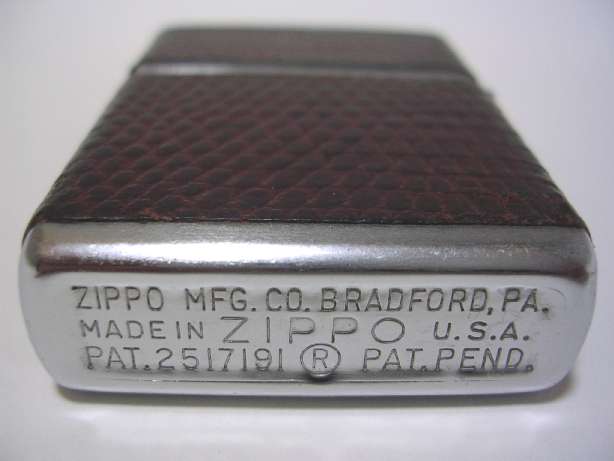 ZIPPO MFG. CO. BRADFORD, PA.
MADE IN ZIPPO U.S.A.
PAT. 2517191 ® PAT. PEND.